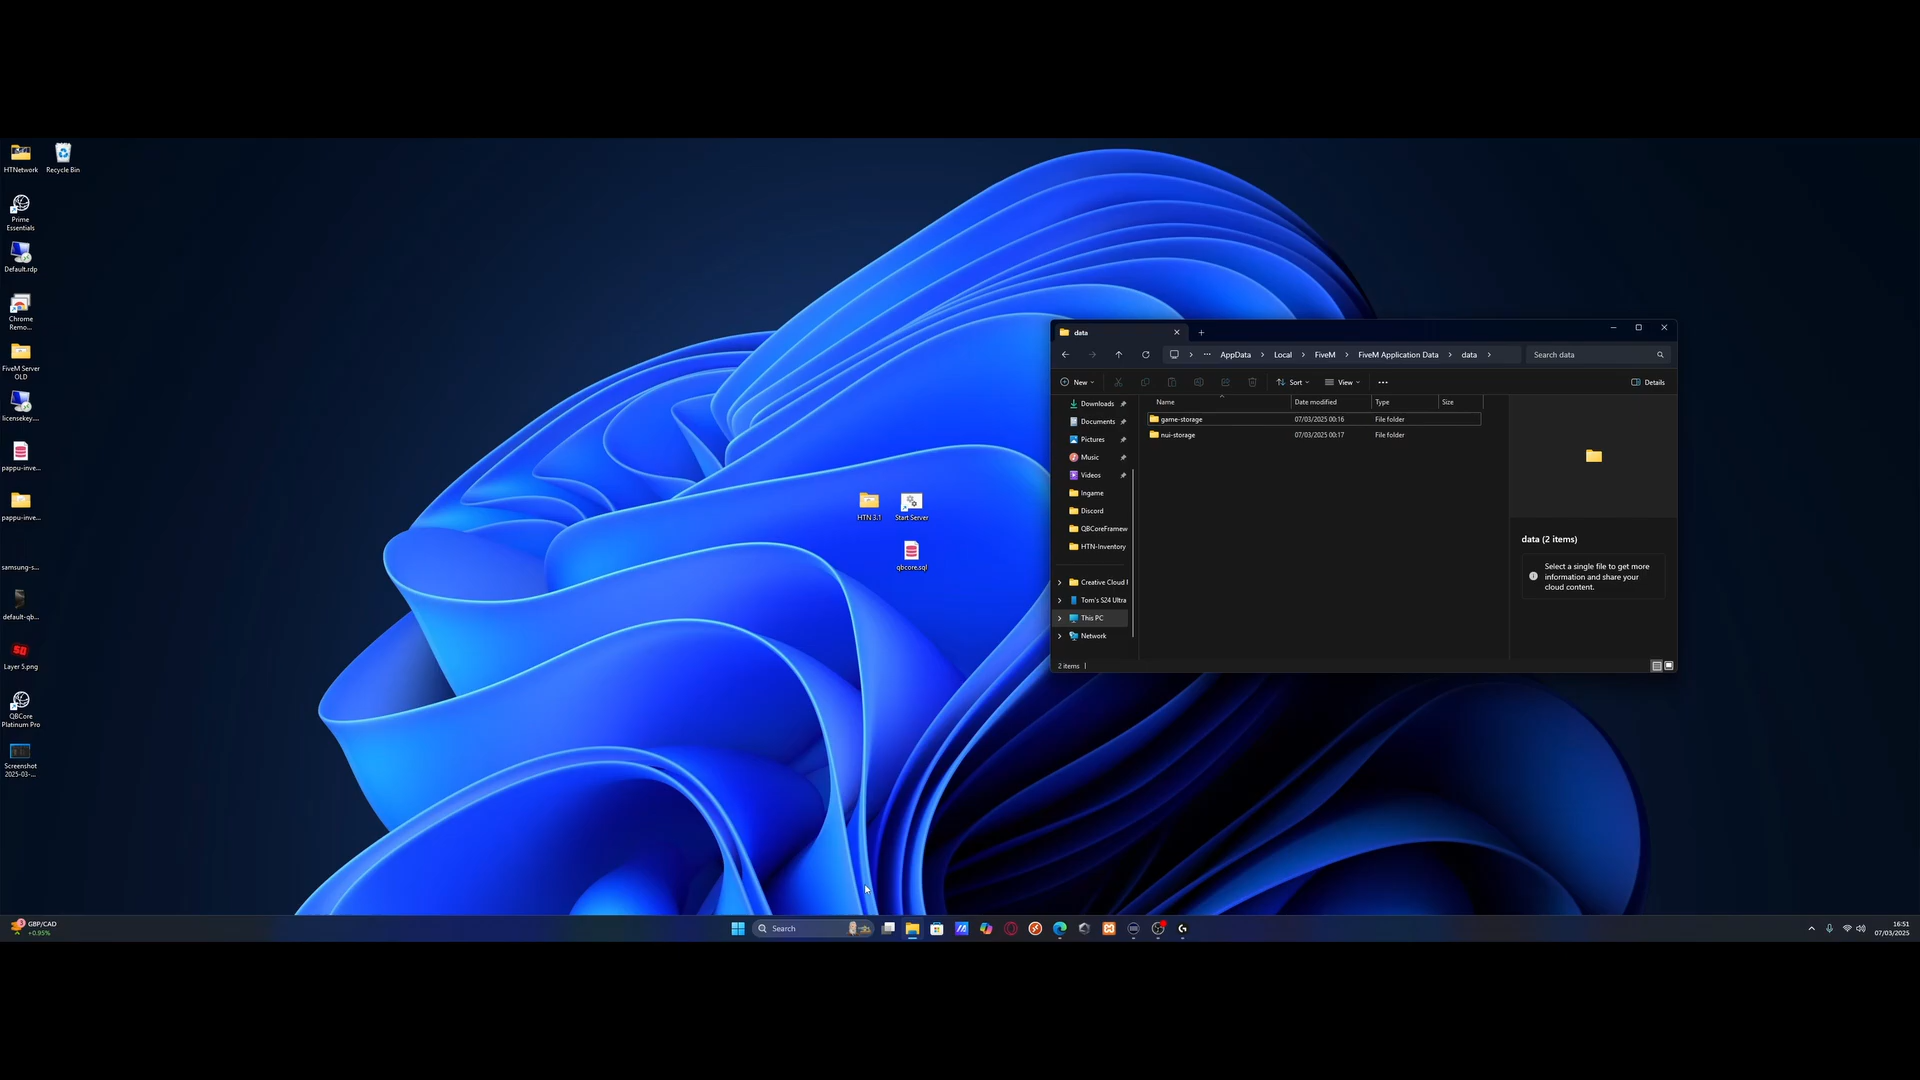 HTNetwork
Recycle Bin
Prime
Essentials
Default.rdp
Chrome
Remo...
FiveM Server
OLD
licensekey....
pappu-inve...
pappu-inve...
samsung-s...
default-qb...
Layer 5.png
QBCore
Platinum Pro
Screenshot
2025-03-...
HTN 3.1
Start Server
qbcore.sql
data
AppData
Local
FiveM
FiveM Application Data
data
Search data
New
Sort
View
Details
Name
Date modified
Type
Size
game-storage
07/03/2025 00:16
File folder
nui-storage
07/03/2025 00:17
File folder
Downloads
Documents
Pictures
Music
Videos
Ingame
Discord
QBCoreFramew
HTN-Inventory
Creative Cloud F
Tom's S24 Ultra
This PC
Network
data (2 items)
Select a single file to get more
information and share your
cloud content.
2 items
GBP/CAD
+0.95%
Search
16:51
07/03/2025